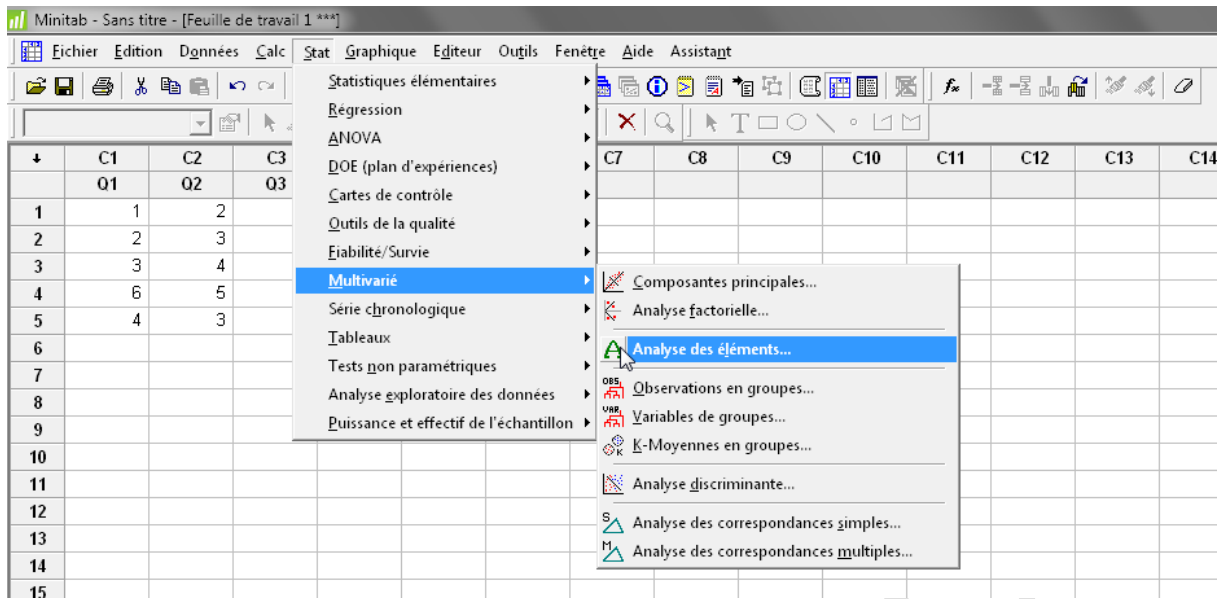 Minitab - Sans titre - [Feuille de travail 1 ***]
Fichier Edition Données Calc Stat Graphique Editeur Outils Fenêtre Aide Assistant
Statistiques élémentaires
Régression
ANOVA
DOE (plan d'expériences)
Cartes de contrôle
Outils de la qualité
Fiabilité/Survie
Multivarié
Série chronologique
Tableaux
Tests non paramétriques
Analyse exploratoire des données
Puissance et effectif de l'échantillon
Composantes principales...
Analyse factorielle...
Analyse des éléments...
OBS Observations en groupes...
VAR Variables de groupes...
K K-Moyennes en groupes...
Analyse discriminante...
S Analyse des correspondances simples...
M Analyse des correspondances multiples...
fx
C1 C2 C3 C7 C8 C9 C10 C11 C12 C13 C14
Q1 Q2 Q3
1 1 2
2 2 3
3 3 4
4 6 5
5 4 3
6
7
8
9
10
11
12
13
14
15